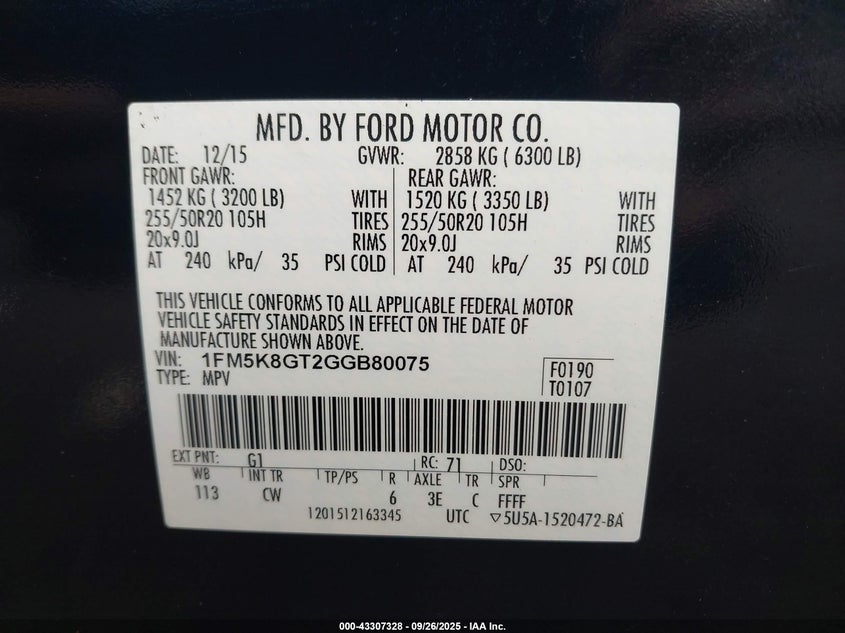 MFD. BY FORD MOTOR CO.
DATE: 12/15 GVWR: 2858 KG ( 6300 LB)
FRONT GAWR: REAR GAWR:
1452 KG ( 3200 LB) WITH 1520 KG ( 3350 LB) WITH
255/50R20 105H TIRES 255/50R20 105H TIRES
20x9.0J RIMS 20x9.0J RIMS
AT 240 kPa/ 35 PSI COLD AT 240 kPa/ 35 PSI COLD
THIS VEHICLE CONFORMS TO ALL APPLICABLE FEDERAL MOTOR
VEHICLE SAFETY STANDARDS IN EFFECT ON THE DATE OF
MANUFACTURE SHOWN ABOVE.
VIN: 1FM5K8GT2GGB80075 F0190
TYPE: MPV T0107
EXT PNT: G1 RC: 71 DSO:
WB INT TR TP/PS R AXLE TR SPR
113 CW 6 3E C FFFF
1201512163345 UTC ▽5U5A-1520472-BA
000-43307328 - 09/26/2025 - IAA Inc.